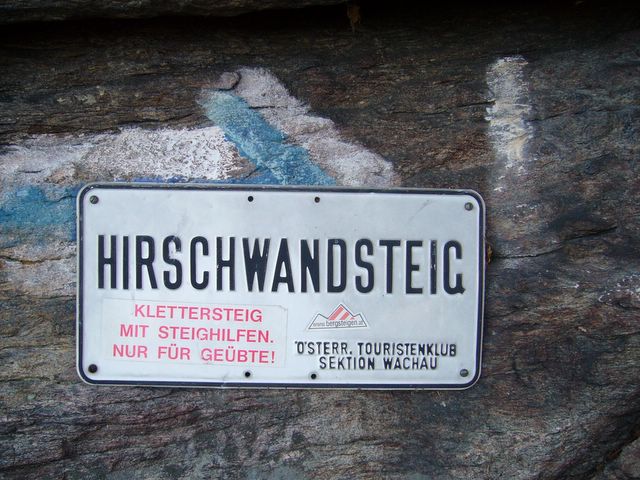 HIRSCHWANDSTEIG
KLETTERSTEIG
MIT STEIGHILFEN.
NUR FÜR GEÜBTE!
www.bergsteigen.at
ÖSTERR. TOURISTENKLUB
SEKTION WACHAU